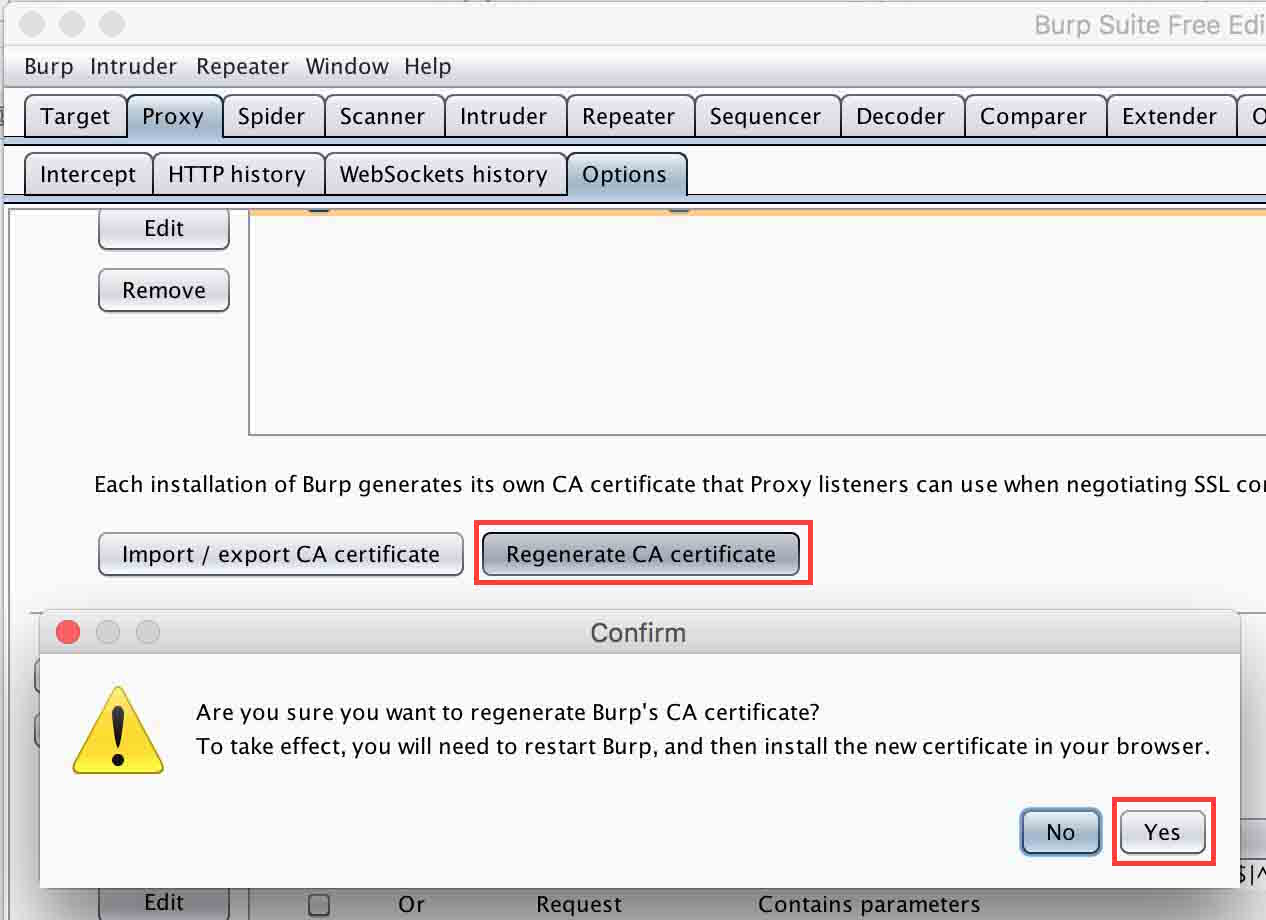 Burp Suite Free Edi
Burp Intruder Repeater Window Help
Target Proxy Spider Scanner Intruder Repeater Sequencer Decoder Comparer Extender O
Intercept HTTP history WebSockets history Options
Edit
Remove
Each installation of Burp generates its own CA certificate that Proxy listeners can use when negotiating SSL co
Import / export CA certificate Regenerate CA certificate
Confirm
Are you sure you want to regenerate Burp's CA certificate?
To take effect, you will need to restart Burp, and then install the new certificate in your browser.
No Yes
$|^
Edit Or Request Contains parameters